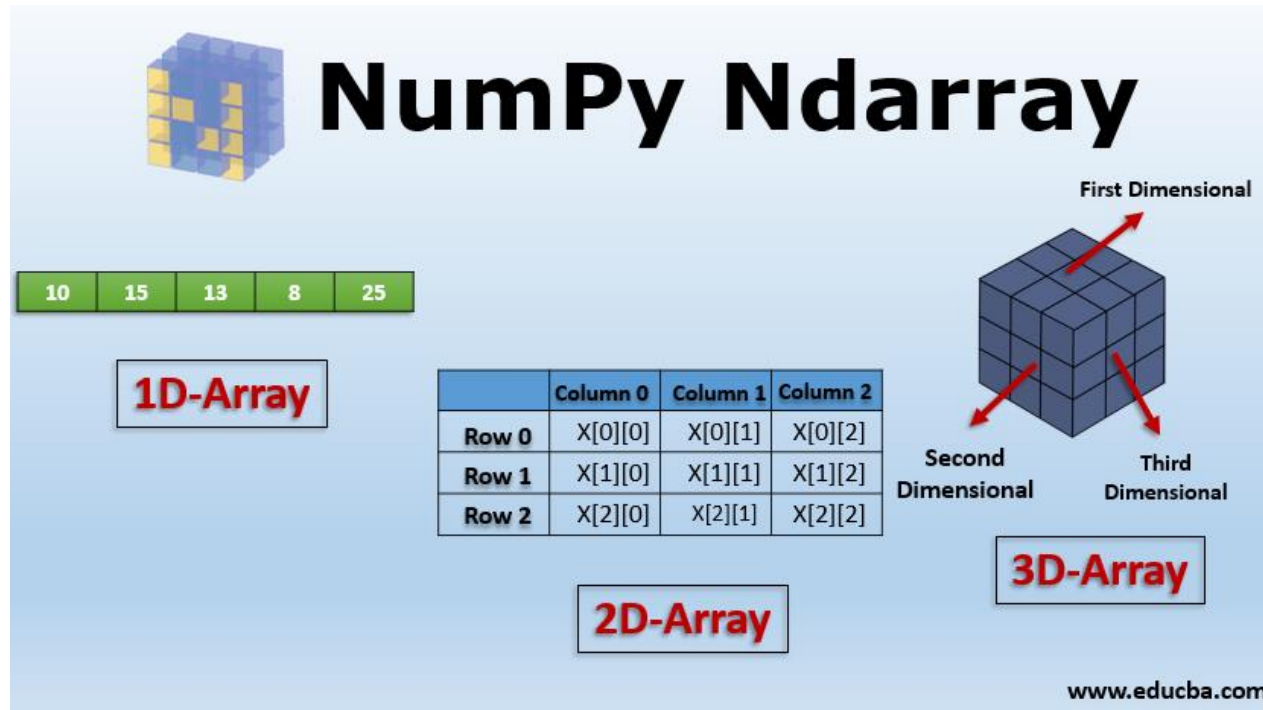 NumPy Ndarray
First Dimensional
10 15 13 8 25
1D-Array
Column 0 Column 1 Column 2
Row 0 X[0][0] X[0][1] X[0][2]
Row 1 X[1][0] X[1][1] X[1][2]
Row 2 X[2][0] X[2][1] X[2][2]
2D-Array
Second
Dimensional
Third
Dimensional
3D-Array
www.educba.com